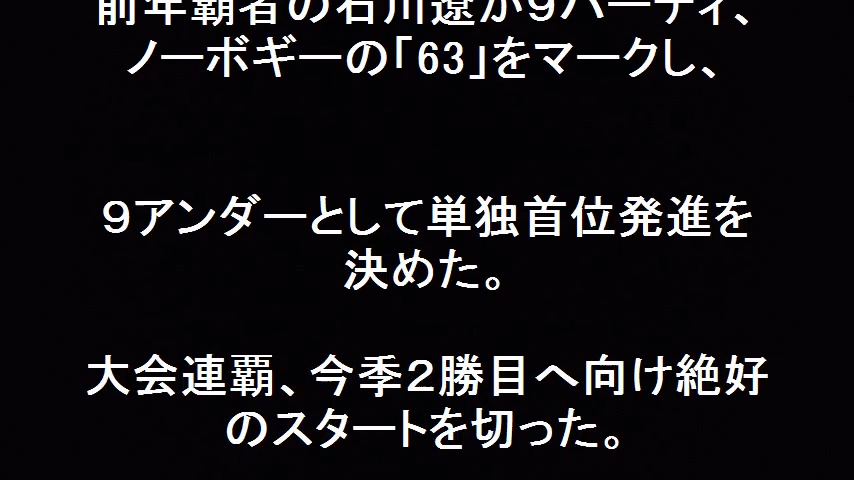 前年覇者の石川遼が９バーディ、
ノーボギーの「63」をマークし、
９アンダーとして単独首位発進を
決めた。
大会連覇、今季２勝目へ向け絶好
のスタートを切った。